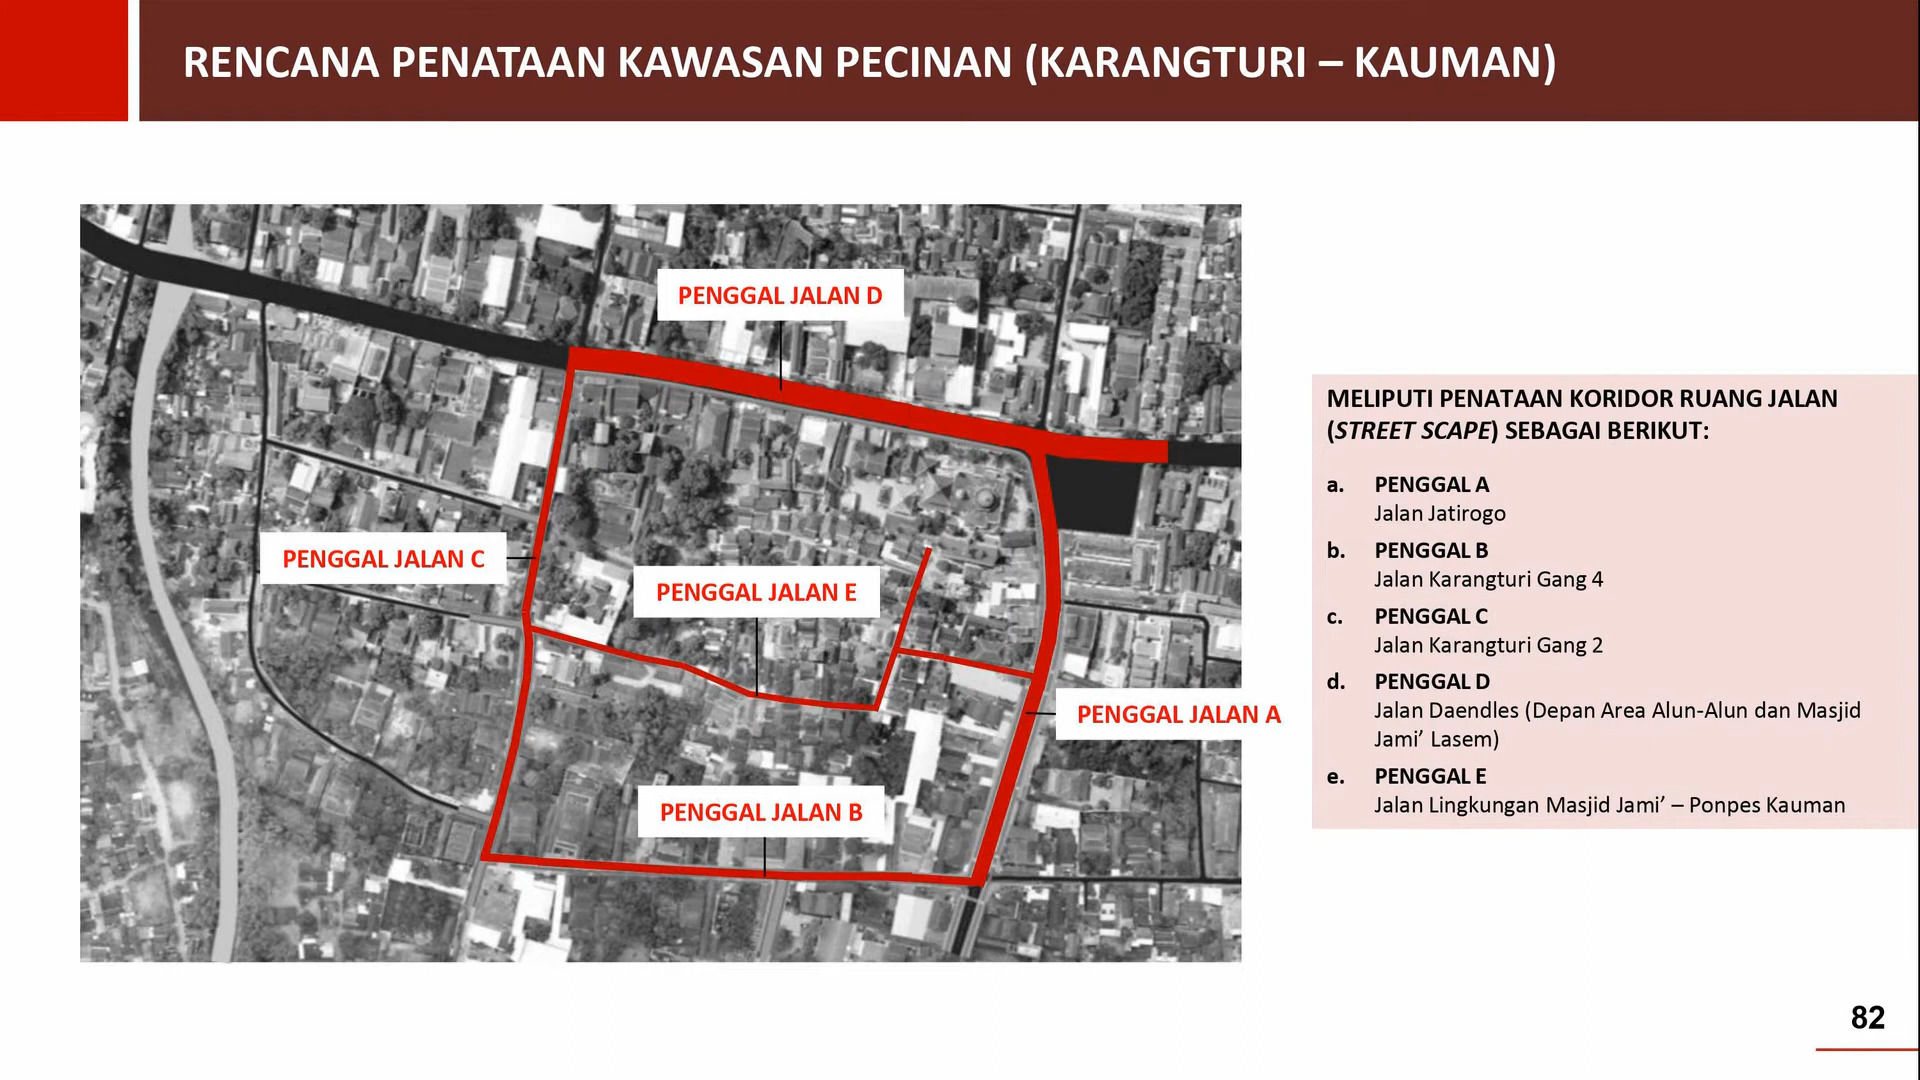 RENCANA PENATAAN KAWASAN PECINAN (KARANGTURI – KAUMAN)
PENGGAL JALAN D
PENGGAL JALAN C
PENGGAL JALAN E
PENGGAL JALAN A
PENGGAL JALAN B
MELIPUTI PENATAAN KORIDOR RUANG JALAN
(STREET SCAPE) SEBAGAI BERIKUT:
a. PENGGAL A
Jalan Jatirogo
b. PENGGAL B
Jalan Karangturi Gang 4
c. PENGGAL C
Jalan Karangturi Gang 2
d. PENGGAL D
Jalan Daendles (Depan Area Alun-Alun dan Masjid
Jami’ Lasem)
e. PENGGAL E
Jalan Lingkungan Masjid Jami’ – Ponpes Kauman
82